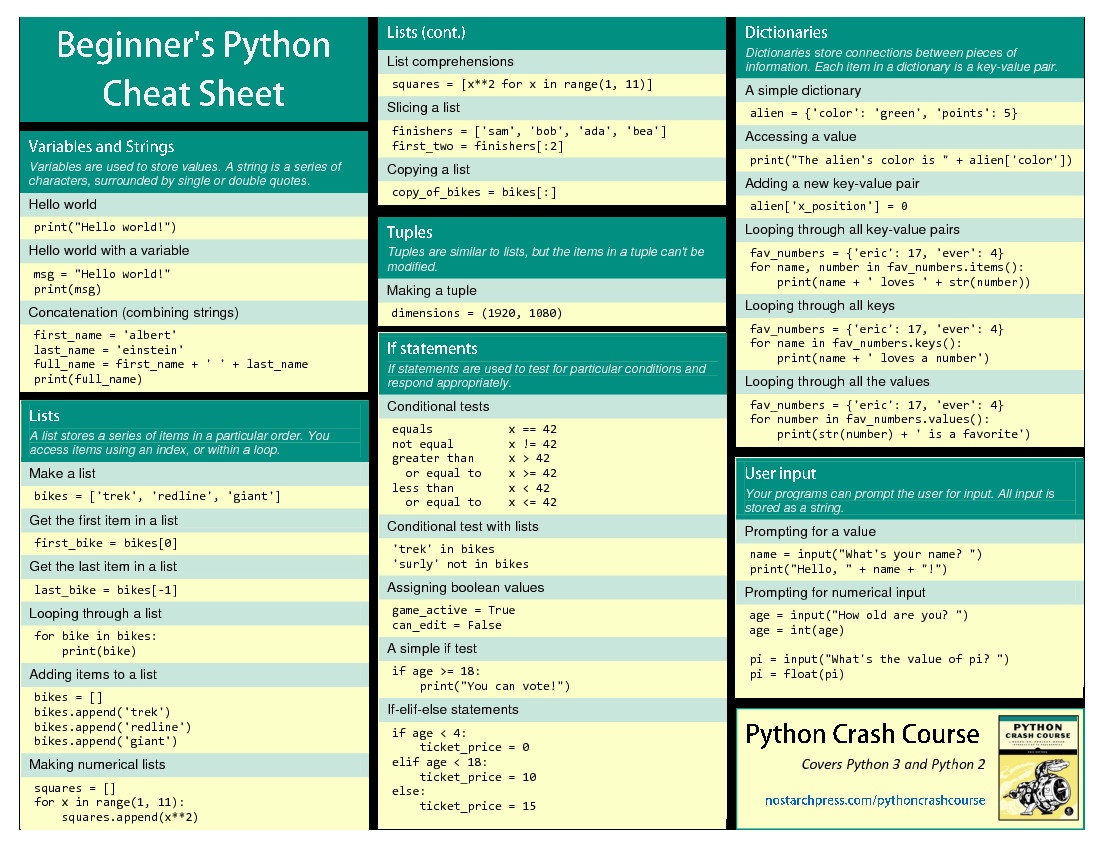 Beginner's Python
Cheat Sheet
Variables and Strings
Variables are used to store values. A string is a series of
characters, surrounded by single or double quotes.
Hello world
print("Hello world!")
Hello world with a variable
msg = "Hello world!"
print(msg)
Concatenation (combining strings)
first_name = 'albert'
last_name = 'einstein'
full_name = first_name + ' ' + last_name
print(full_name)
Lists
A list stores a series of items in a particular order. You
access items using an index, or within a loop.
Make a list
bikes = ['trek', 'redline', 'giant']
Get the first item in a list
first_bike = bikes[0]
Get the last item in a list
last_bike = bikes[-1]
Looping through a list
for bike in bikes:
    print(bike)
Adding items to a list
bikes = []
bikes.append('trek')
bikes.append('redline')
bikes.append('giant')
Making numerical lists
squares = []
for x in range(1, 11):
    squares.append(x**2)
Lists (cont.)
List comprehensions
squares = [x**2 for x in range(1, 11)]
Slicing a list
finishers = ['sam', 'bob', 'ada', 'bea']
first_two = finishers[:2]
Copying a list
copy_of_bikes = bikes[:]
Tuples
Tuples are similar to lists, but the items in a tuple can't be
modified.
Making a tuple
dimensions = (1920, 1080)
If statements
If statements are used to test for particular conditions and
respond appropriately.
Conditional tests
equals x == 42
not equal x != 42
greater than x > 42
  or equal to x >= 42
less than x < 42
  or equal to x <= 42
Conditional test with lists
'trek' in bikes
'surly' not in bikes
Assigning boolean values
game_active = True
can_edit = False
A simple if test
if age >= 18:
    print("You can vote!")
If-elif-else statements
if age < 4:
    ticket_price = 0
elif age < 18:
    ticket_price = 10
else:
    ticket_price = 15
Dictionaries
Dictionaries store connections between pieces of
information. Each item in a dictionary is a key-value pair.
A simple dictionary
alien = {'color': 'green', 'points': 5}
Accessing a value
print("The alien's color is " + alien['color'])
Adding a new key-value pair
alien['x_position'] = 0
Looping through all key-value pairs
fav_numbers = {'eric': 17, 'ever': 4}
for name, number in fav_numbers.items():
    print(name + ' loves ' + str(number))
Looping through all keys
fav_numbers = {'eric': 17, 'ever': 4}
for name in fav_numbers.keys():
    print(name + ' loves a number')
Looping through all the values
fav_numbers = {'eric': 17, 'ever': 4}
for number in fav_numbers.values():
    print(str(number) + ' is a favorite')
User input
Your programs can prompt the user for input. All input is
stored as a string.
Prompting for a value
name = input("What's your name? ")
print("Hello, " + name + "!")
Prompting for numerical input
age = input("How old are you? ")
age = int(age)
pi = input("What's the value of pi? ")
pi = float(pi)
Python Crash Course
Covers Python 3 and Python 2
nostarchpress.com/pythoncrashcourse
PYTHON
CRASH COURSE